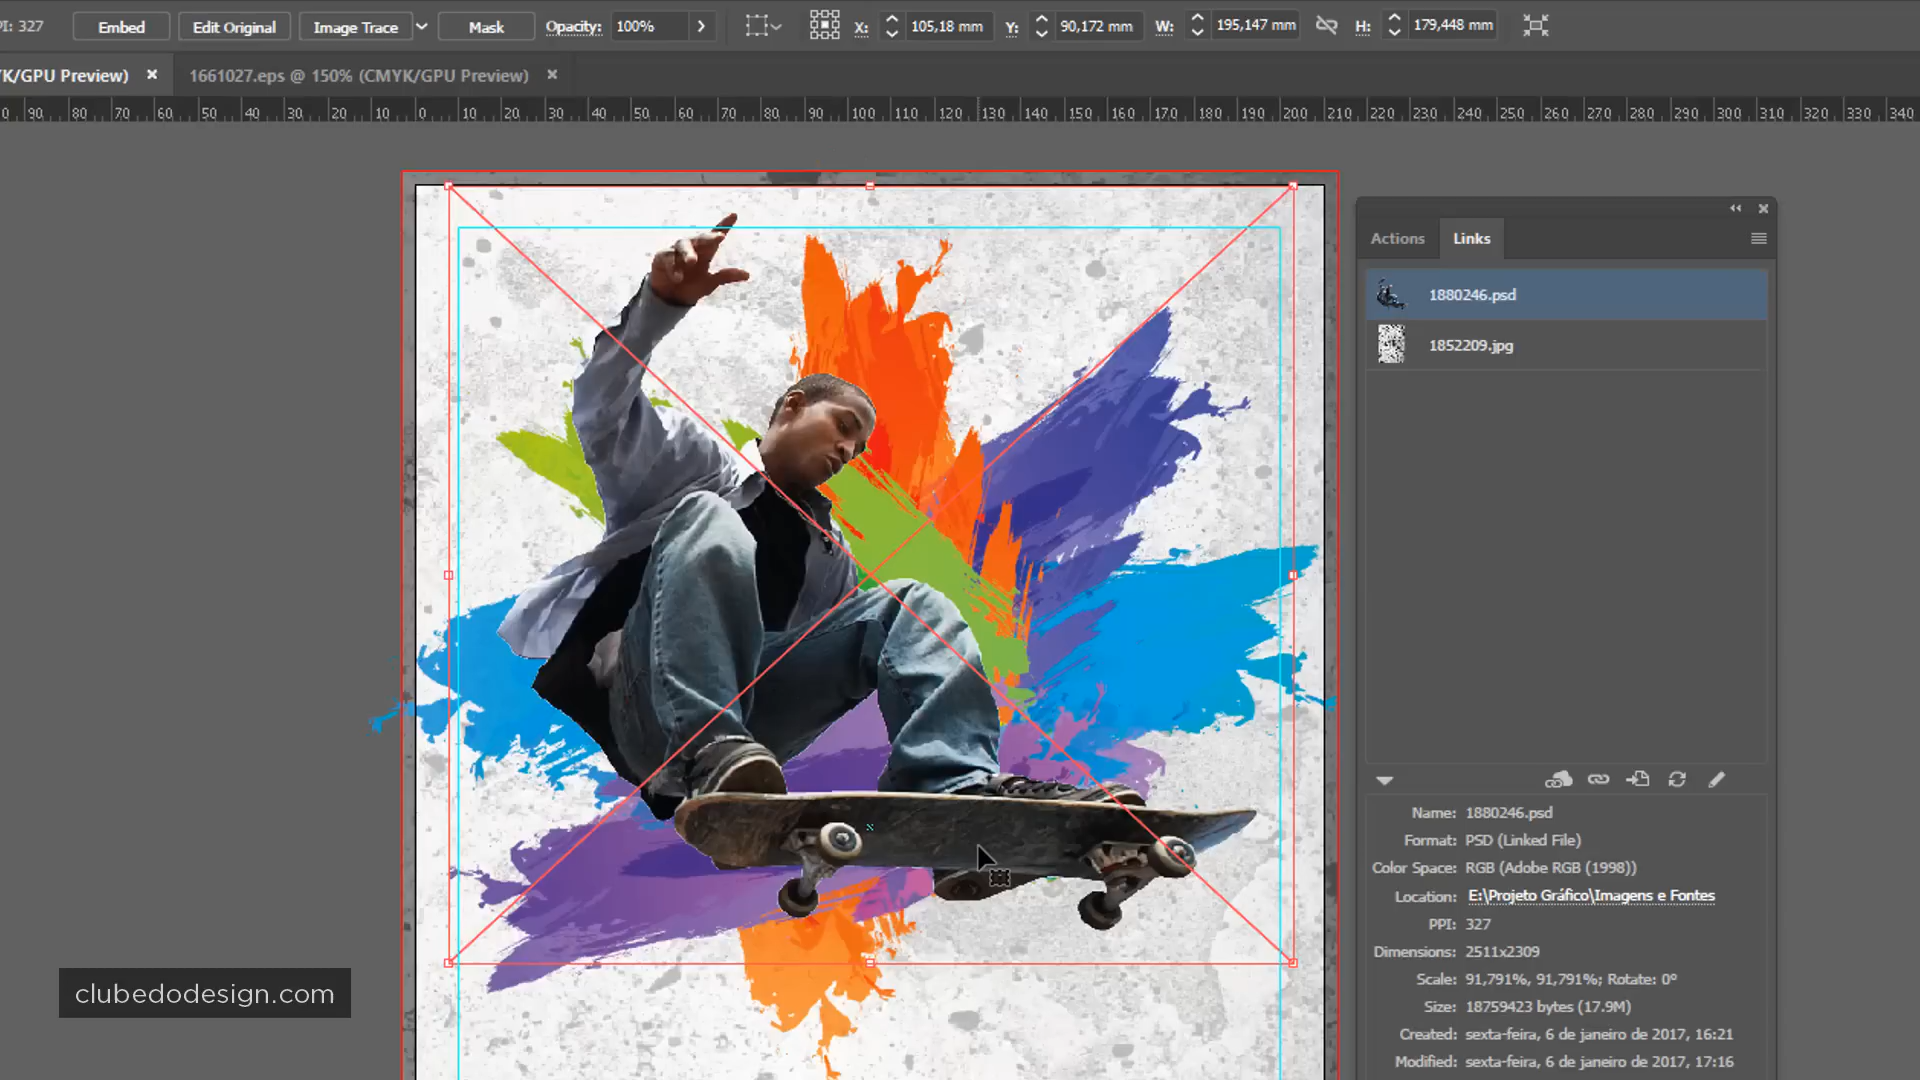 PI: 327 Embed Edit Original Image Trace Mask Opacity: 100% X: 105,18 mm Y: 90,172 mm W: 195,147 mm H: 179,448 mm
K/GPU Preview) × 1661027.eps @ 150% (CMYK/GPU Preview) ×
0 90 80 70 60 50 40 30 20 10 0 10 20 30 40 50 60 70 80 90 100 110 120 130 140 150 160 170 180 190 200 210 220 230 240 250 260 270 280 290 300 310 320 330 340
Actions Links
1880246.psd
1852209.jpg
Name: 1880246.psd
Format: PSD (Linked File)
Color Space: RGB (Adobe RGB (1998))
Location: E:\Projeto Gráfico\Imagens e Fontes
PPI: 327
Dimensions: 2511x2309
Scale: 91,791%, 91,791%; Rotate: 0°
Size: 18759423 bytes (17.9M)
Created: sexta-feira, 6 de janeiro de 2017, 16:21
Modified: sexta-feira, 6 de janeiro de 2017, 17:16
clubedodesign.com